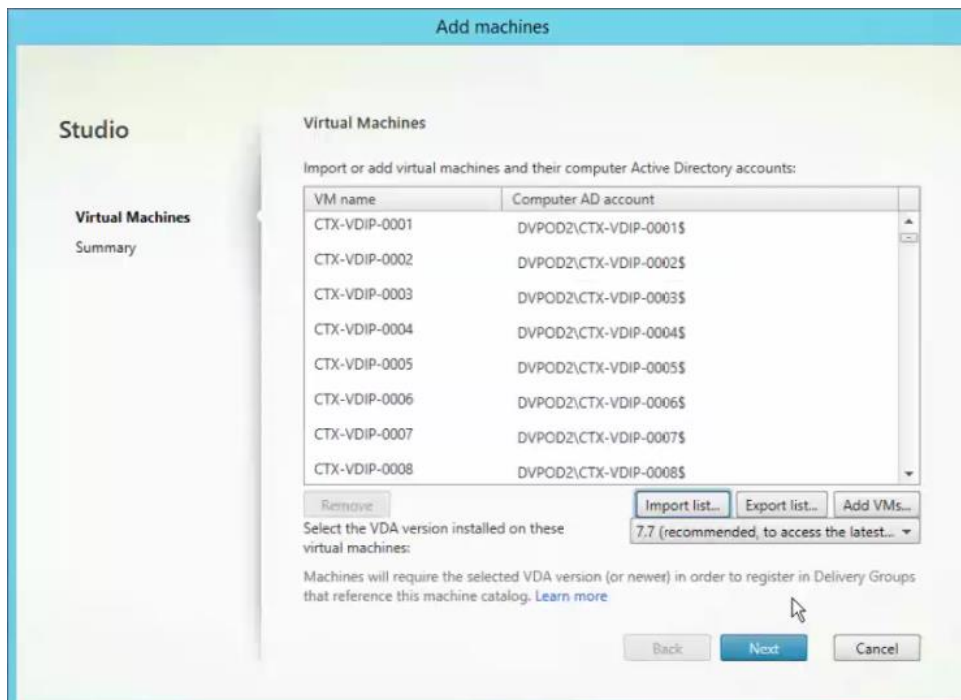 Add machines
Studio
Virtual Machines
Summary
Virtual Machines
Import or add virtual machines and their computer Active Directory accounts:
VM name Computer AD account
CTX-VDIP-0001 DVPOD2\CTX-VDIP-0001$
CTX-VDIP-0002 DVPOD2\CTX-VDIP-0002$
CTX-VDIP-0003 DVPOD2\CTX-VDIP-0003$
CTX-VDIP-0004 DVPOD2\CTX-VDIP-0004$
CTX-VDIP-0005 DVPOD2\CTX-VDIP-0005$
CTX-VDIP-0006 DVPOD2\CTX-VDIP-0006$
CTX-VDIP-0007 DVPOD2\CTX-VDIP-0007$
CTX-VDIP-0008 DVPOD2\CTX-VDIP-0008$
Remove Import list... Export list... Add VMs...
Select the VDA version installed on these
virtual machines:
7.7 (recommended, to access the latest...
Machines will require the selected VDA version (or newer) in order to register in Delivery Groups
that reference this machine catalog. Learn more
Back Next Cancel